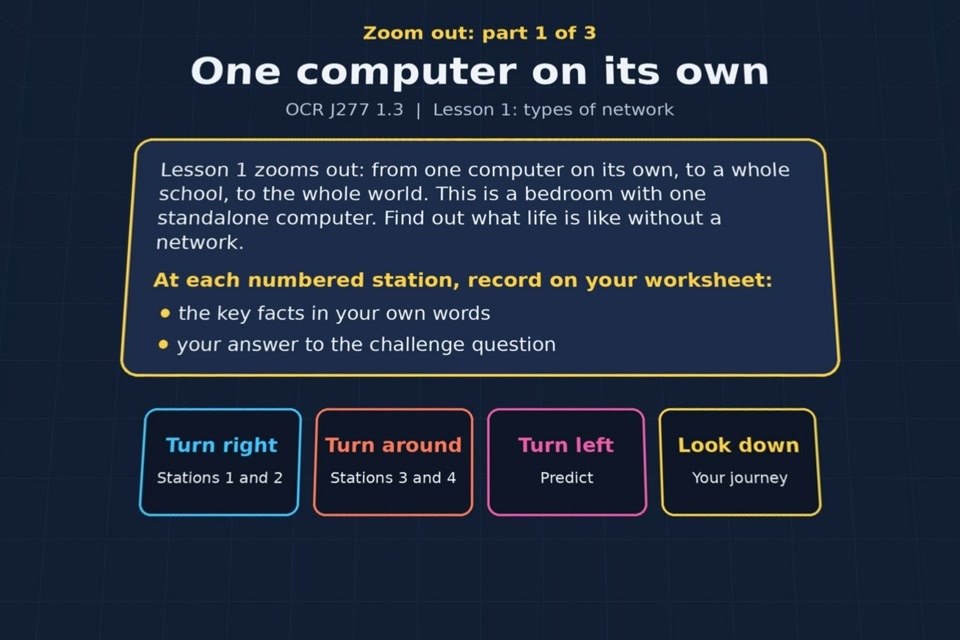 Zoom out: part 1 of 3
One computer on its own
OCR J277 1.3 | Lesson 1: types of network
Lesson 1 zooms out: from one computer on its own, to a whole
school, to the whole world. This is a bedroom with one
standalone computer. Find out what life is like without a
network.
At each numbered station, record on your worksheet:
• the key facts in your own words
• your answer to the challenge question
Turn right
Stations 1 and 2
Turn around
Stations 3 and 4
Turn left
Predict
Look down
Your journey